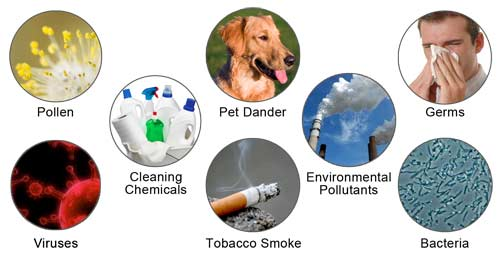 Pollen
Pet Dander
Germs
Cleaning
Chemicals
Environmental
Pollutants
Viruses
Tobacco Smoke
Bacteria